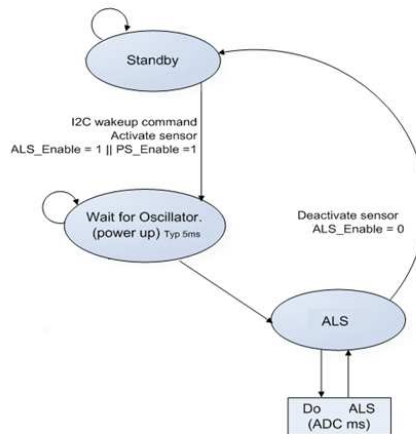 Standby
I2C wakeup command
Activate sensor
ALS_Enable = 1 || PS_Enable =1
Wait for Oscillator.
(power up) Typ 5ms
Deactivate sensor
ALS_Enable = 0
ALS
Do ALS
(ADC ms)